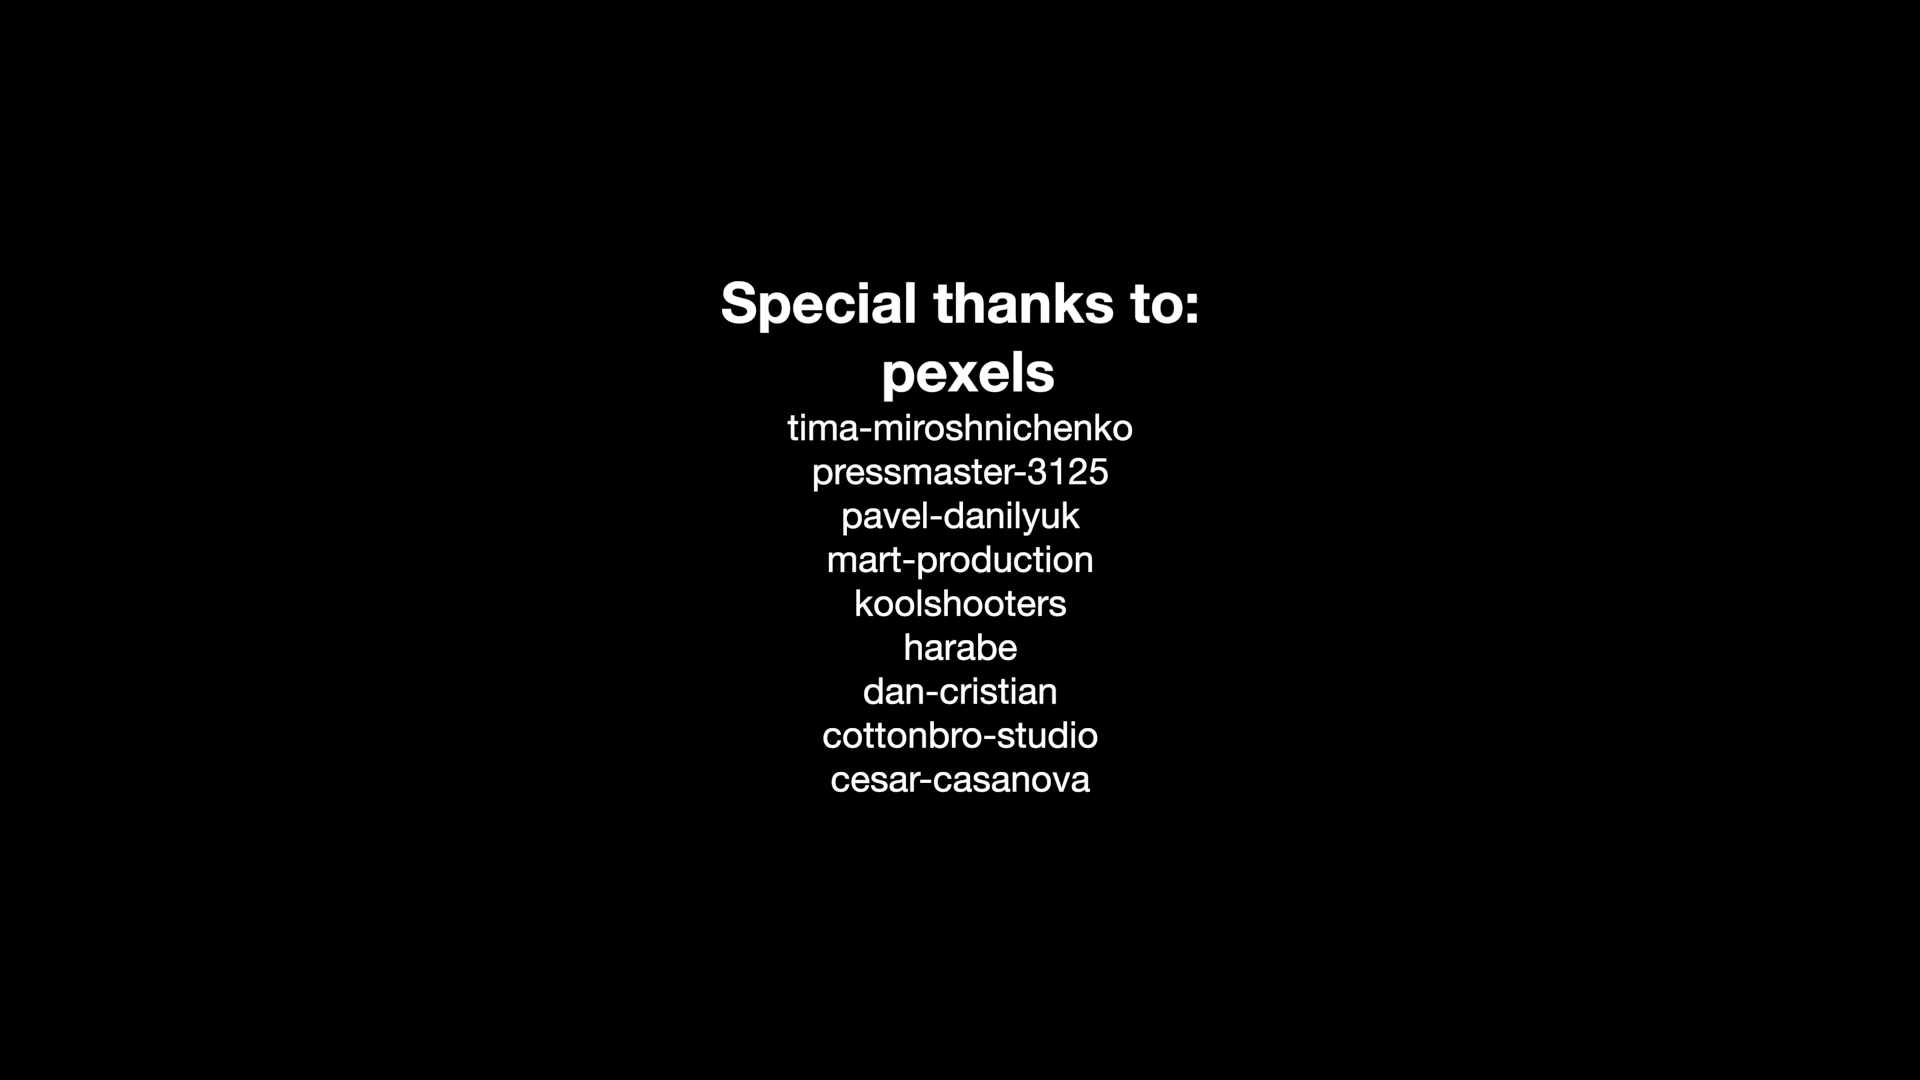 Special thanks to:
pexels
tima-miroshnichenko
pressmaster-3125
pavel-danilyuk
mart-production
koolshooters
harabe
dan-cristian
cottonbro-studio
cesar-casanova